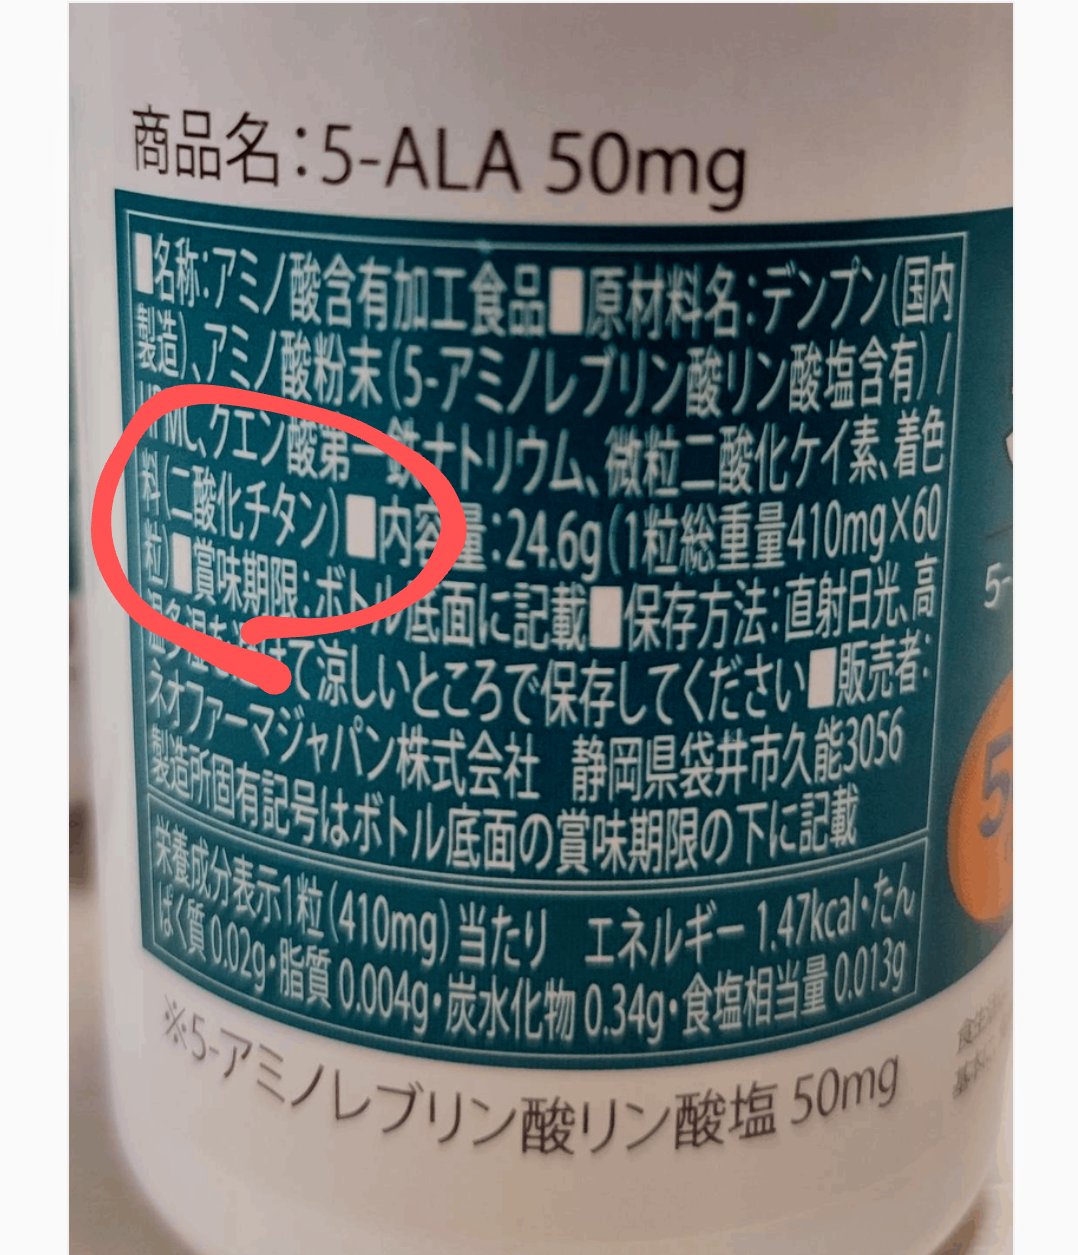 商品名：5-ALA 50mg
■名称：アミノ酸含有加工食品■原材料名：デンプン(国内
製造)、アミノ酸粉末(5-アミノレブリン酸リン酸塩含有)/
HPMC、クエン酸第一鉄ナトリウム、微粒二酸化ケイ素、着色
料(二酸化チタン)■内容量：24.6g(1粒総重量410mg×60
粒)■賞味期限：ボトル底面に記載■保存方法：直射日光、高
温多湿を避けて涼しいところで保存してください■販売者：
ネオファーマジャパン株式会社 静岡県袋井市久能3056
製造所固有記号はボトル底面の賞味期限の下に記載
栄養成分表示1粒(410mg)当たり エネルギー 1.47kcal・たん
ぱく質 0.02g・脂質 0.004g・炭水化物 0.34g・食塩相当量 0.013g
※5-アミノレブリン酸リン酸塩 50mg
5-
5